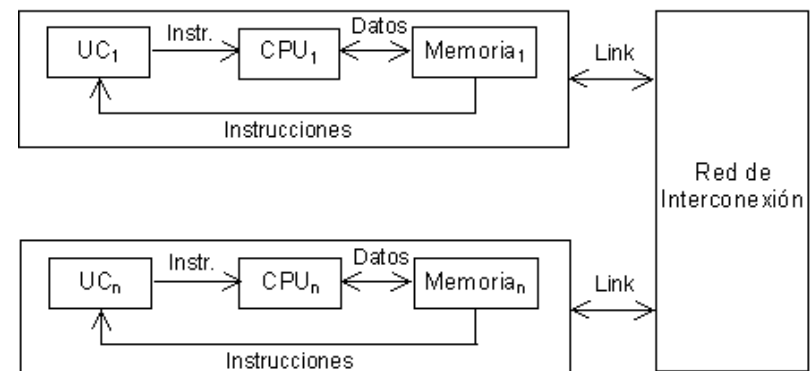 UC₁
Instr.
CPU₁
Datos
Memoria₁
Instrucciones
Link
Red de
Interconexión
UCₙ
Instr.
CPUₙ
Datos
Memoriaₙ
Instrucciones
Link